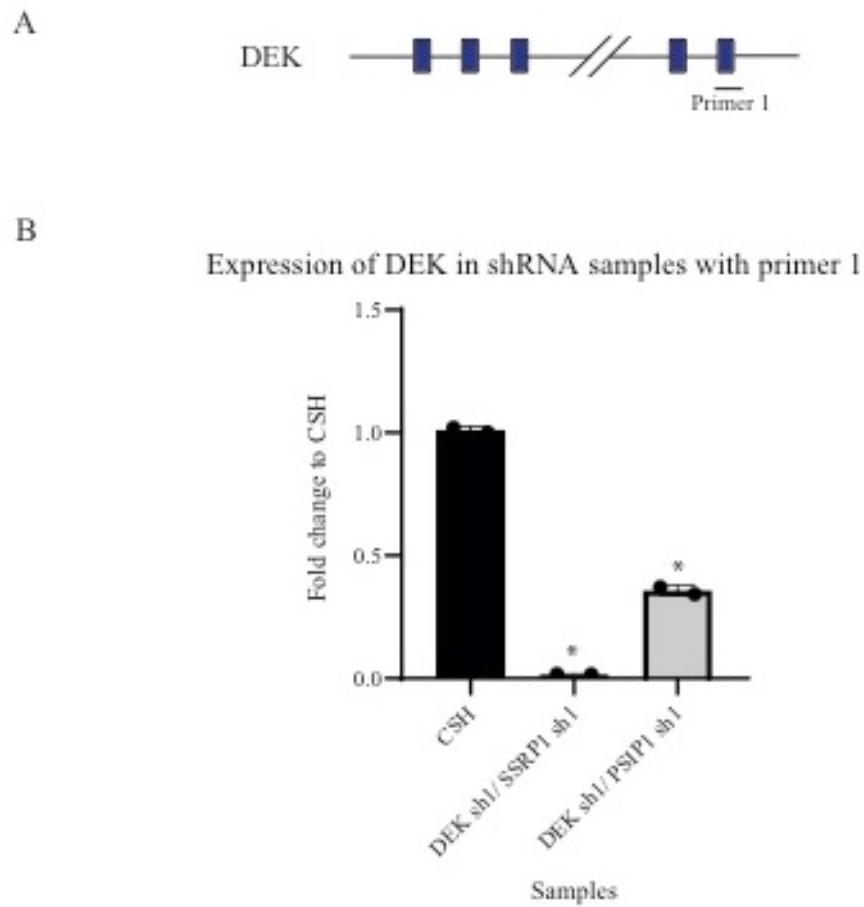 A
DEK
Primer 1
B
Expression of DEK in shRNA samples with primer 1
1.5
1.0
0.5
0.0
Fold change to CSH
*
*
CSH
DEK sh1/ SSRP1 sh1
DEK sh1/ PSIP1 sh1
Samples